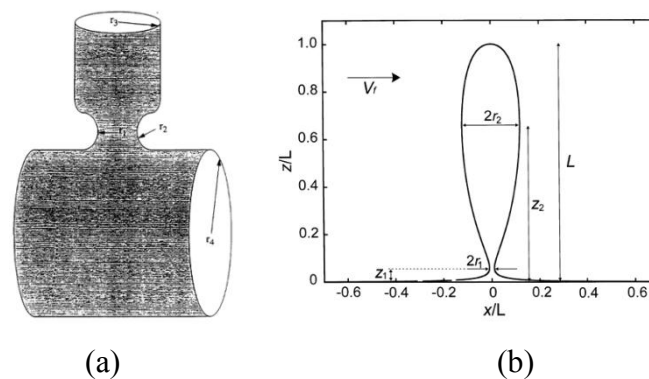 r₃
r₁
r₂
r₄
(a)
1.0
0.8
0.6
0.4
0.2
0
z/L
V_f
2r₂
L
z₂
z₁
2r₁
-0.6 -0.4 -0.2 0 0.2 0.4 0.6
x/L
(b)